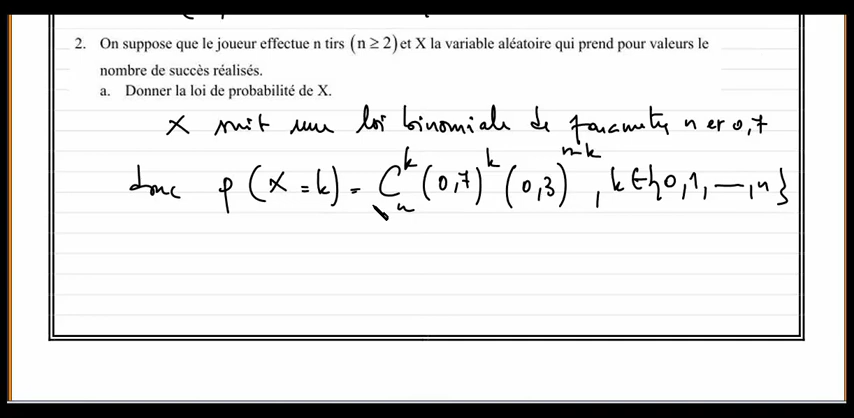 2. On suppose que le joueur effectue n tirs (n ≥ 2) et X la variable aléatoire qui prend pour valeurs le
nombre de succès réalisés.
a. Donner la loi de probabilité de X.
X suit une loi binomiale de paramètres n et 0,7
donc p(X = k) = C_n^k (0,7)^k (0,3)^{n-k}, k ∈ {0, 1, —, n}